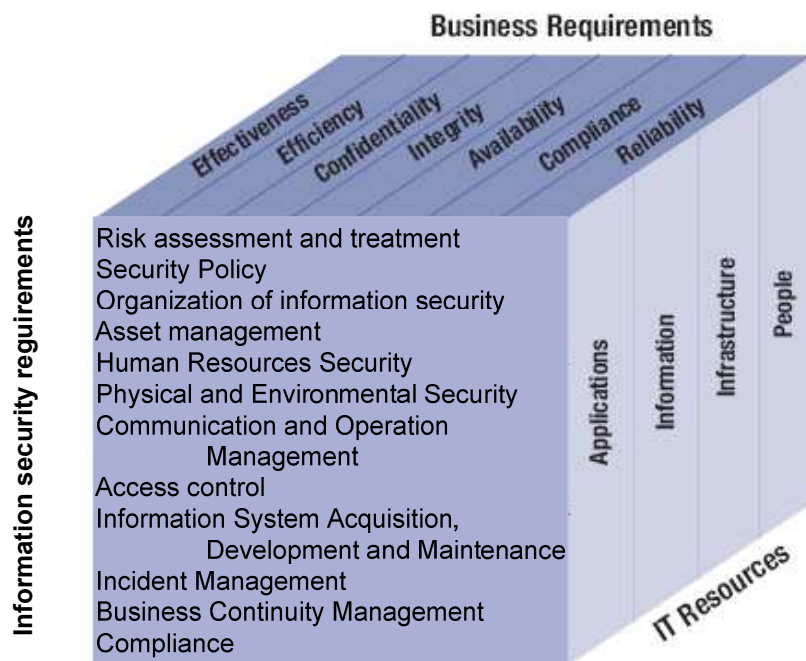 Business Requirements
Effectiveness
Efficiency
Confidentiality
Integrity
Availability
Compliance
Reliability
Information security reguirements
Risk assessment and treatment
Security Policy
Organization of information security
Asset management
Human Resources Security
Physical and Environmental Security
Communication and Operation
Management
Access control
Information System Acquisition,
Development and Maintenance
Incident Management
Business Continuity Management
Compliance
Applications
Information
Infrastructure
People
IT Resources